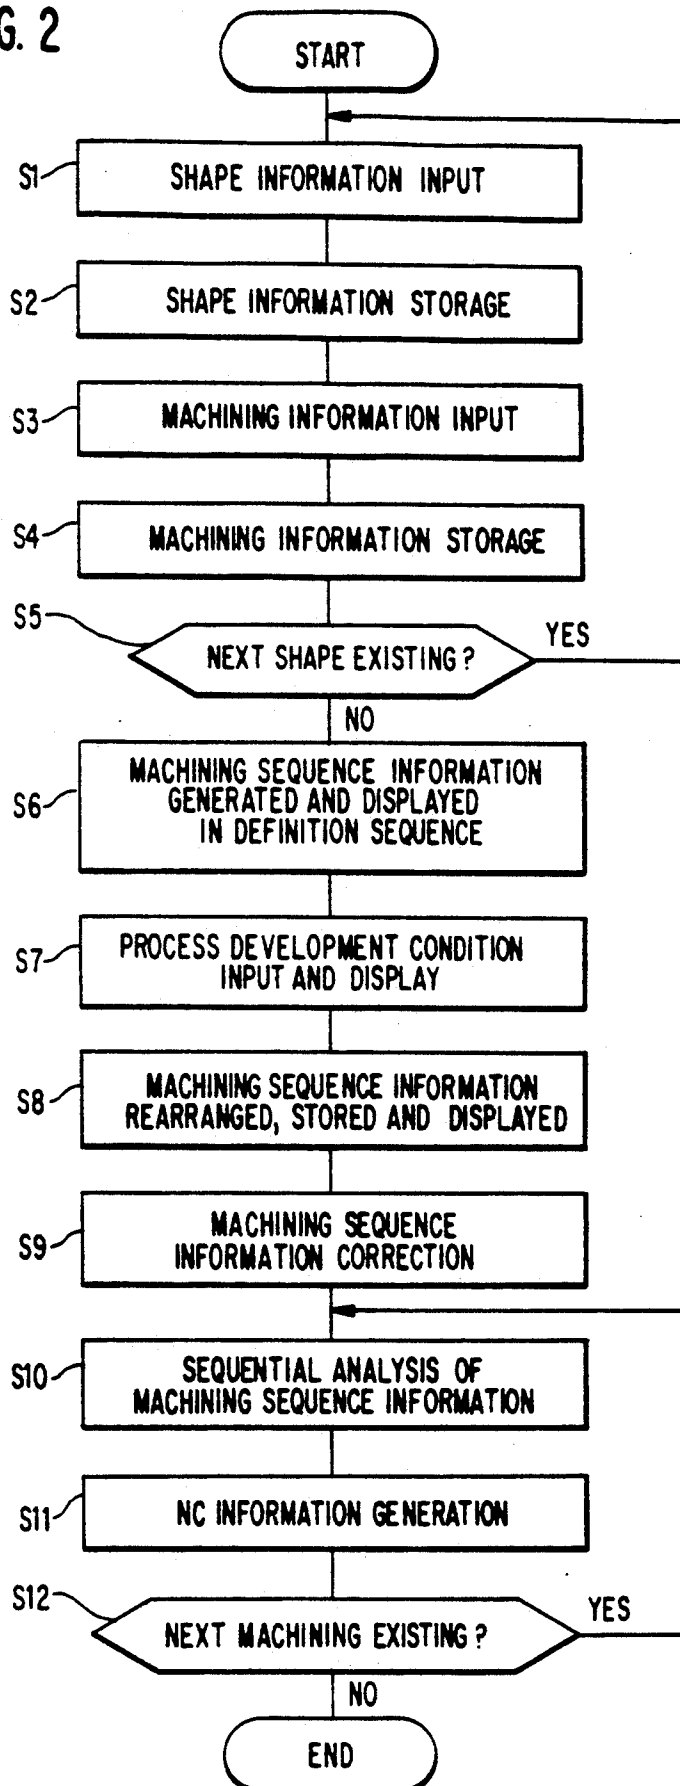 G. 2
START
S1
SHAPE INFORMATION INPUT
S2
SHAPE INFORMATION STORAGE
S3
MACHINING INFORMATION INPUT
S4
MACHINING INFORMATION STORAGE
S5
NEXT SHAPE EXISTING?
YES
NO
S6
MACHINING SEQUENCE INFORMATION
GENERATED AND DISPLAYED
IN DEFINITION SEQUENCE
S7
PROCESS DEVELOPMENT CONDITION
INPUT AND DISPLAY
S8
MACHINING SEQUENCE INFORMATION
REARRANGED, STORED AND DISPLAYED
S9
MACHINING SEQUENCE
INFORMATION CORRECTION
S10
SEQUENTIAL ANALYSIS OF
MACHINING SEQUENCE INFORMATION
S11
NC INFORMATION GENERATION
S12
NEXT MACHINING EXISTING?
YES
NO
END